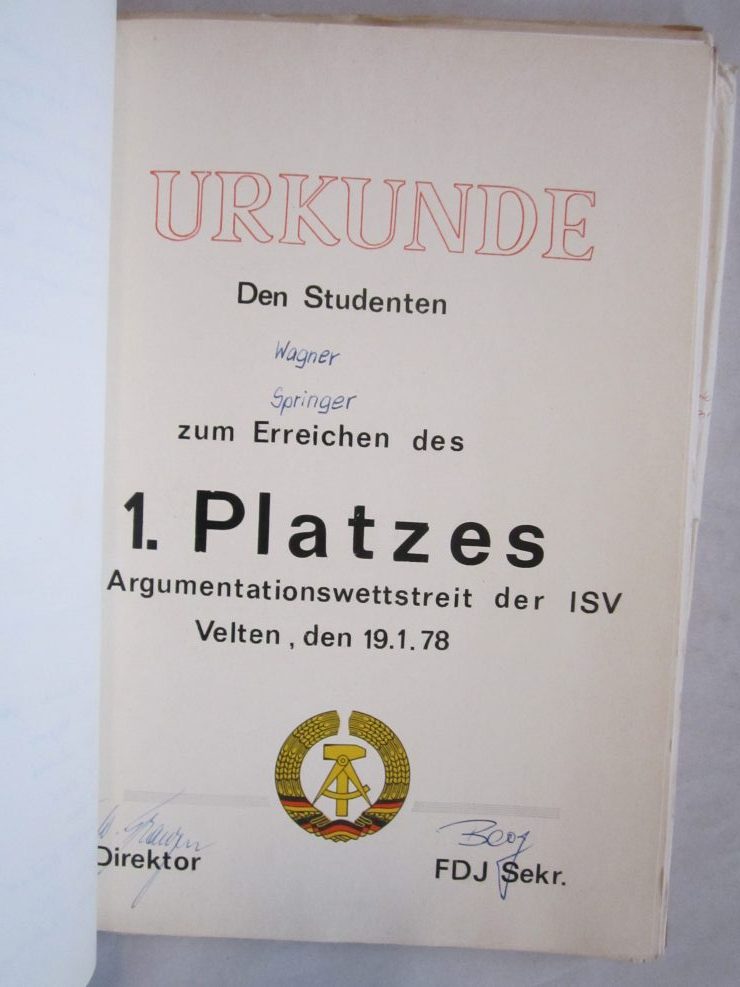 URKUNDE
Den Studenten
Wagner
Springer
zum Erreichen des
1. Platzes
Argumentationswettstreit der ISV
Velten, den 19.1.78
Direktor
FDJ Sekr.